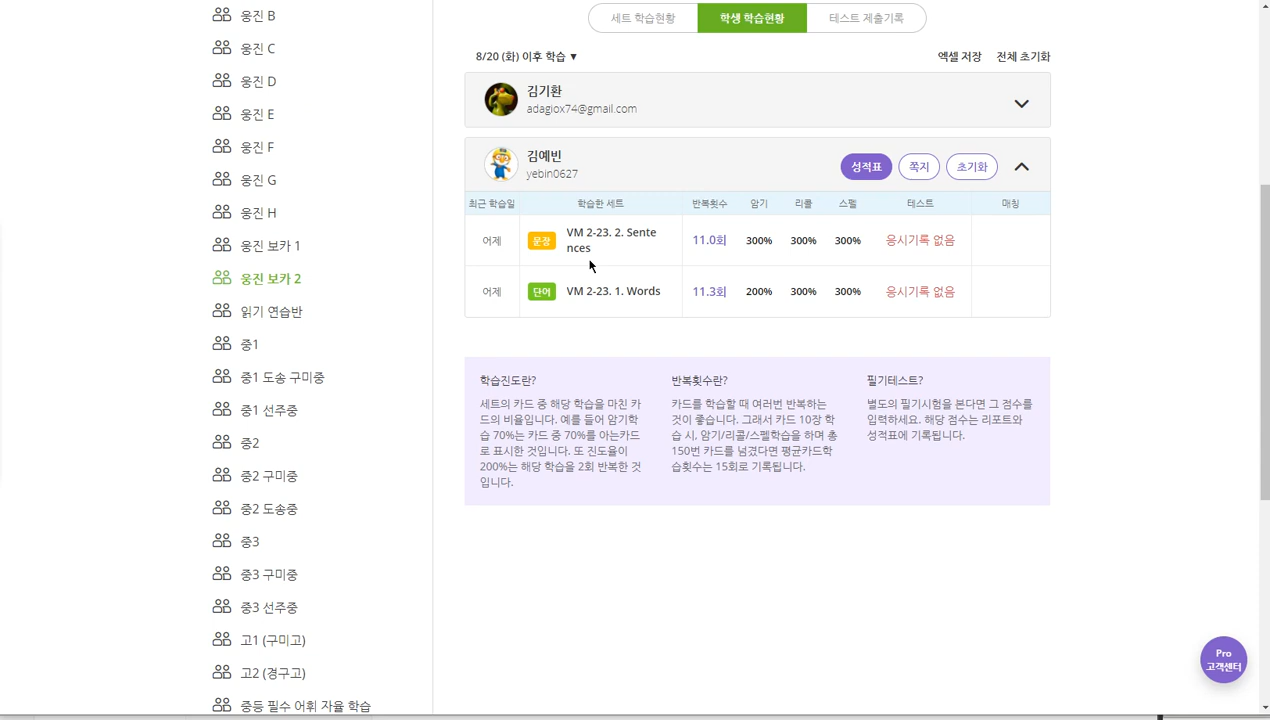 웅진 B
웅진 C
웅진 D
웅진 E
웅진 F
웅진 G
웅진 H
웅진 보카 1
웅진 보카 2
읽기 연습반
중1
중1 도송 구미중
중1 선주중
중2
중2 구미중
중2 도송중
중3
중3 구미중
중3 선주중
고1 (구미고)
고2 (경구고)
중등 필수 어휘 자율 학습
세트 학습현황 학생 학습현황 테스트 제출기록
8/20 (화) 이후 학습 ▼ 엑셀 저장 전체 초기화
김기환
adagiox74@gmail.com
김예빈
yebin0627
성적표 쪽지 초기화
최근 학습일 학습한 세트 반복횟수 암기 리콜 스펠 테스트 매칭
어제 문장 VM 2-23. 2. Sente
nces 11.0회 300% 300% 300% 응시기록 없음
어제 단어 VM 2-23. 1. Words 11.3회 200% 300% 300% 응시기록 없음
학습진도란?
세트의 카드 중 해당 학습을 마친 카
드의 비율입니다. 예를 들어 암기학
습 70%는 카드 중 70%를 아는카드
로 표시한 것입니다. 또 진도율이
200%는 해당 학습을 2회 반복한 것
입니다.
반복횟수란?
카드를 학습할 때 여러번 반복하는
것이 좋습니다. 그래서 카드 10장 학
습 시, 암기/리콜/스펠학습을 하며 총
150번 카드를 넘겼다면 평균카드학
습횟수는 15회로 기록됩니다.
필기테스트?
별도의 필기시험을 본다면 그 점수를
입력하세요. 해당 점수는 리포트와
성적표에 기록됩니다.
Pro
고객센터